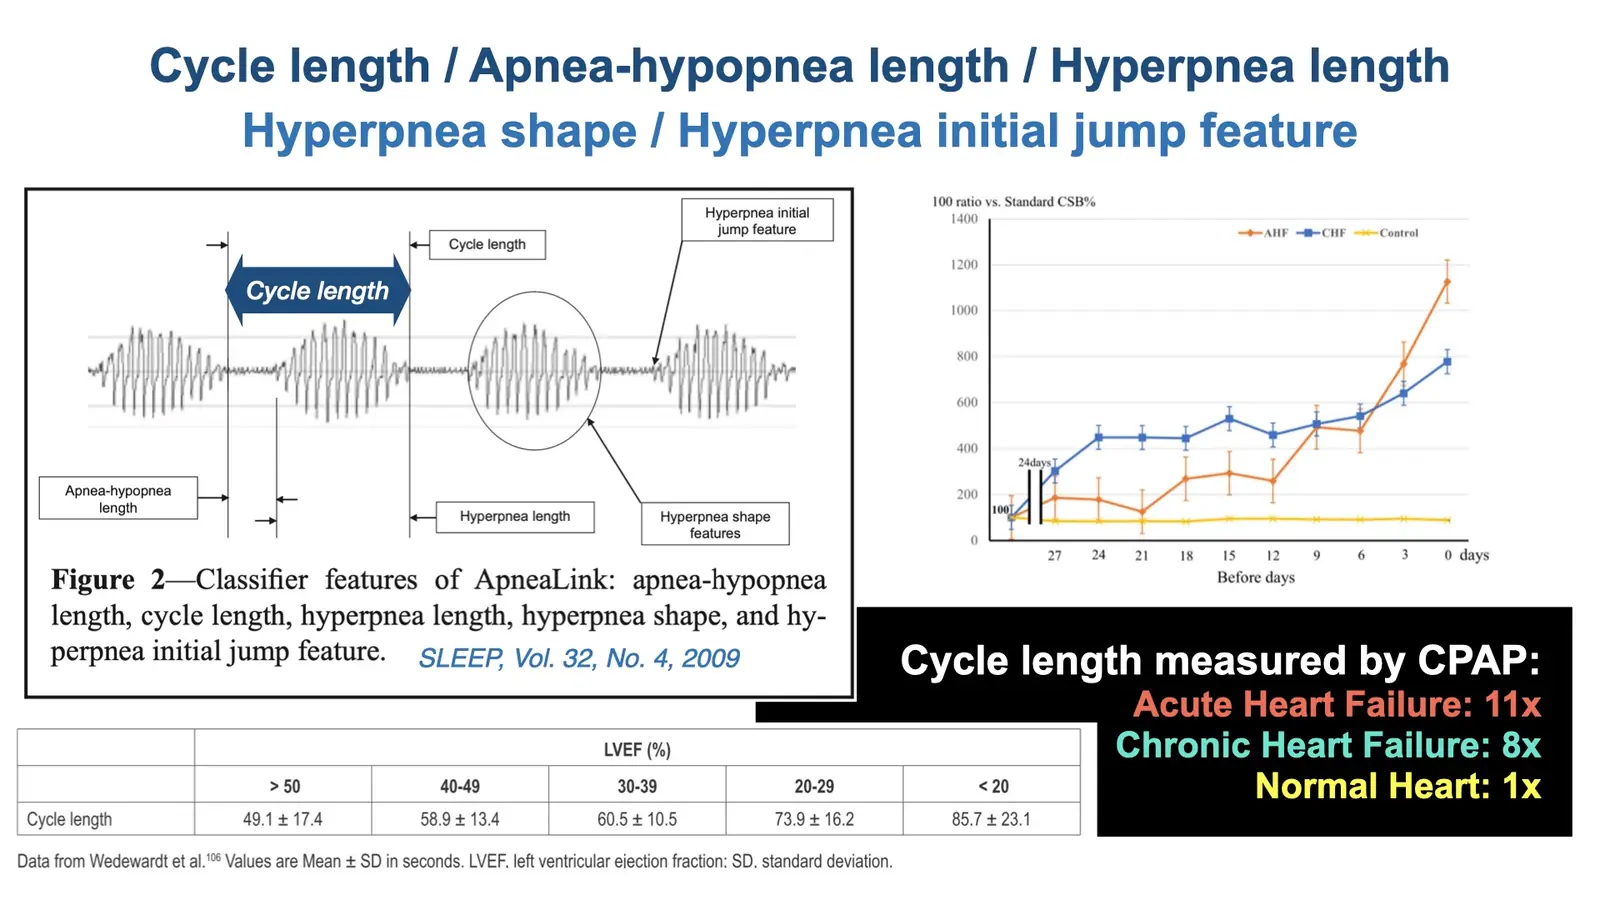 Cycle length / Apnea-hypopnea length / Hyperpnea length
Hyperpnea shape / Hyperpnea initial jump feature
Hyperpnea initial
jump feature
Cycle length
Cycle length
Apnea-hypopnea
length
Hyperpnea length
Hyperpnea shape
features
Figure 2—Classifier features of ApneaLink: apnea-hypopnea
length, cycle length, hyperpnea length, hyperpnea shape, and hy-
perpnea initial jump feature. SLEEP, Vol. 32, No. 4, 2009
100 ratio vs. Standard CSB%
1400
1200
1000
800
600
400
200
0
AHF CHF Control
24days
100
27 24 21 18 15 12 9 6 3 0 days
Before days
Cycle length measured by CPAP:
Acute Heart Failure: 11x
Chronic Heart Failure: 8x
Normal Heart: 1x
LVEF (%)
> 50 40-49 30-39 20-29 < 20
Cycle length 49.1 ± 17.4 58.9 ± 13.4 60.5 ± 10.5 73.9 ± 16.2 85.7 ± 23.1
Data from Wedewardt et al.106 Values are Mean ± SD in seconds. LVEF, left ventricular ejection fraction; SD, standard deviation.